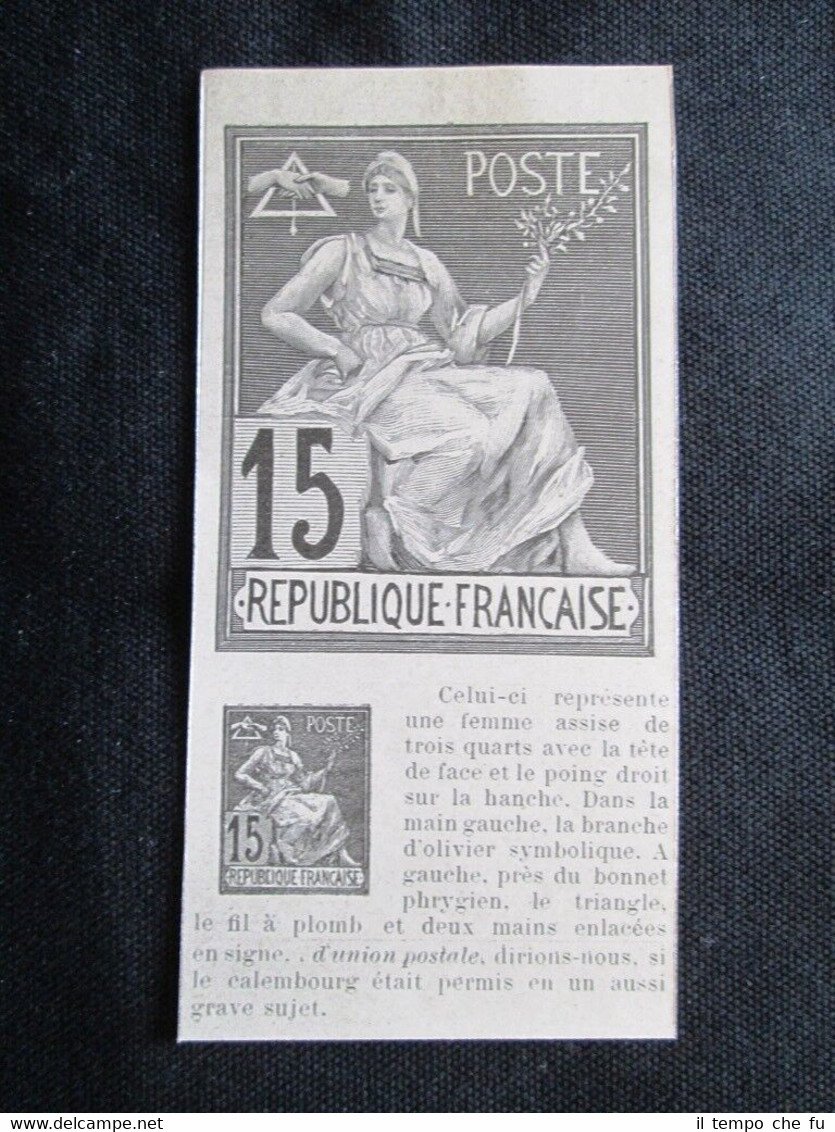 POSTE
15
·REPUBLIQUE·FRANCAISE·
POSTE
15
REPUBLIQUE·FRANCAISE
Celui-ci représente
une femme assise de
trois quarts avec la tête
de face et le poing droit
sur la hanche. Dans la
main gauche, la branche
d'olivier symbolique. A
gauche, près du bonnet
phrygien, le triangle,
le fil à plomb et deux mains enlacées
en signe.. d'union postale, dirions-nous, si
le calembourg était permis en un aussi
grave sujet.
delcampe.net
il tempo che fu